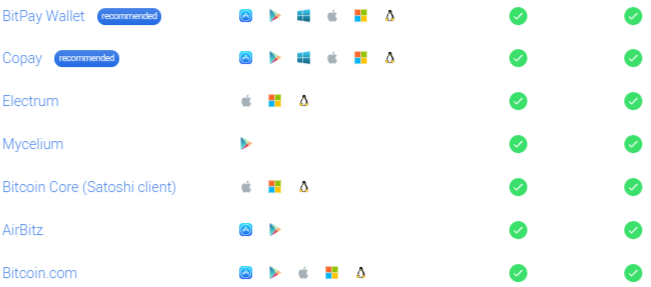 BitPay Wallet recommended
Copay recommended
Electrum
Mycelium
Bitcoin Core (Satoshi client)
AirBitz
Bitcoin.com